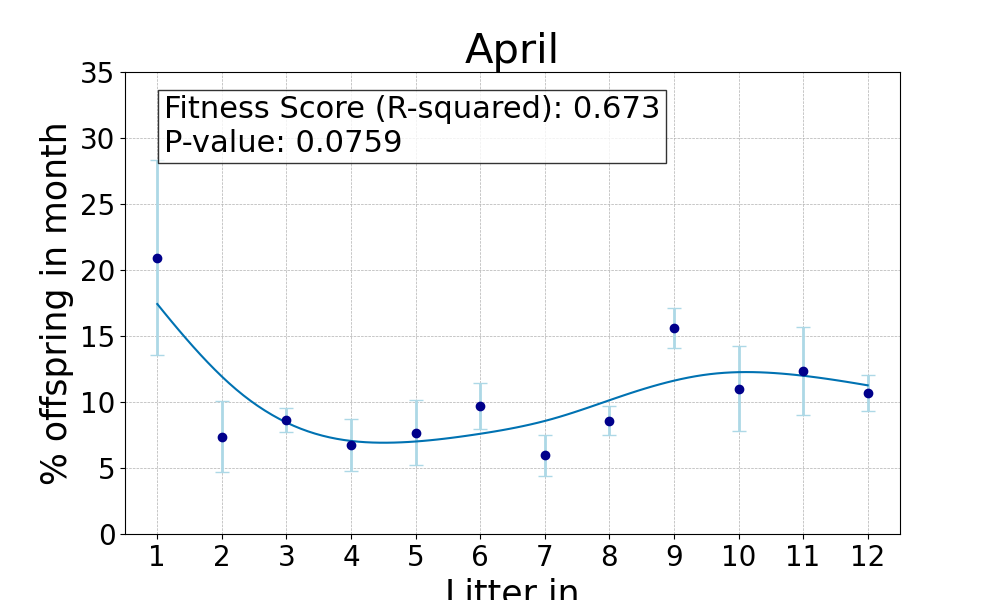 April
Fitness Score (R-squared): 0.673
P-value: 0.0759
% offspring in month
35
30
25
20
15
10
5
0
1 2 3 4 5 6 7 8 9 10 11 12
Litter in